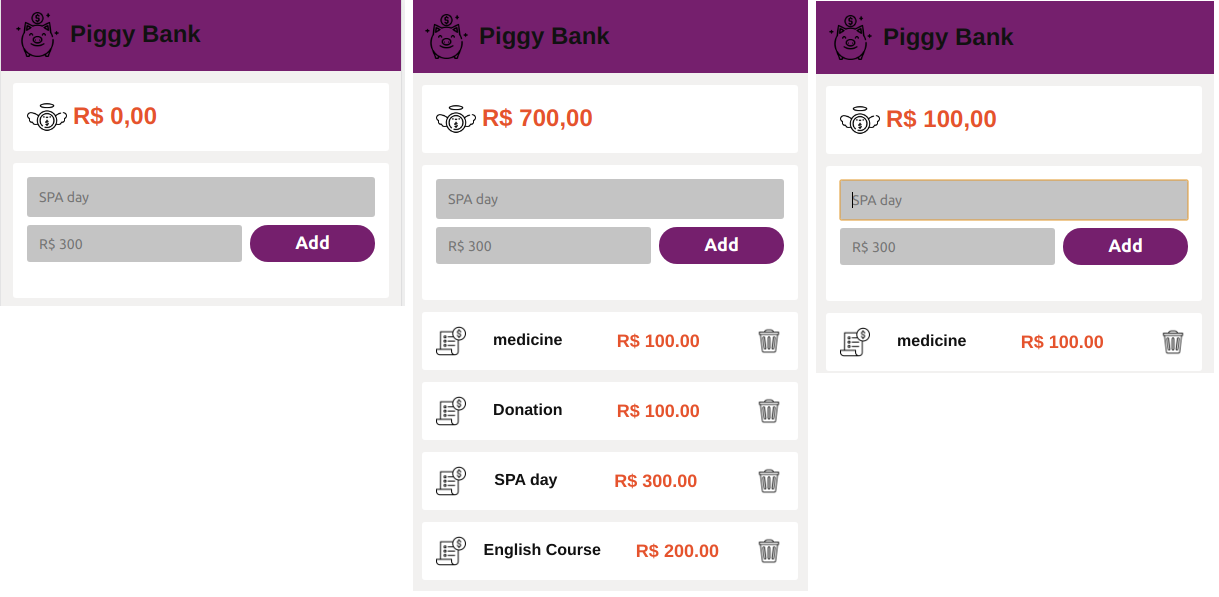 Piggy Bank
R$ 0,00
SPA day
R$ 300
Add
Piggy Bank
R$ 700,00
SPA day
R$ 300
Add
medicine R$ 100.00
Donation R$ 100.00
SPA day R$ 300.00
English Course R$ 200.00
Piggy Bank
R$ 100,00
SPA day
R$ 300
Add
medicine R$ 100.00